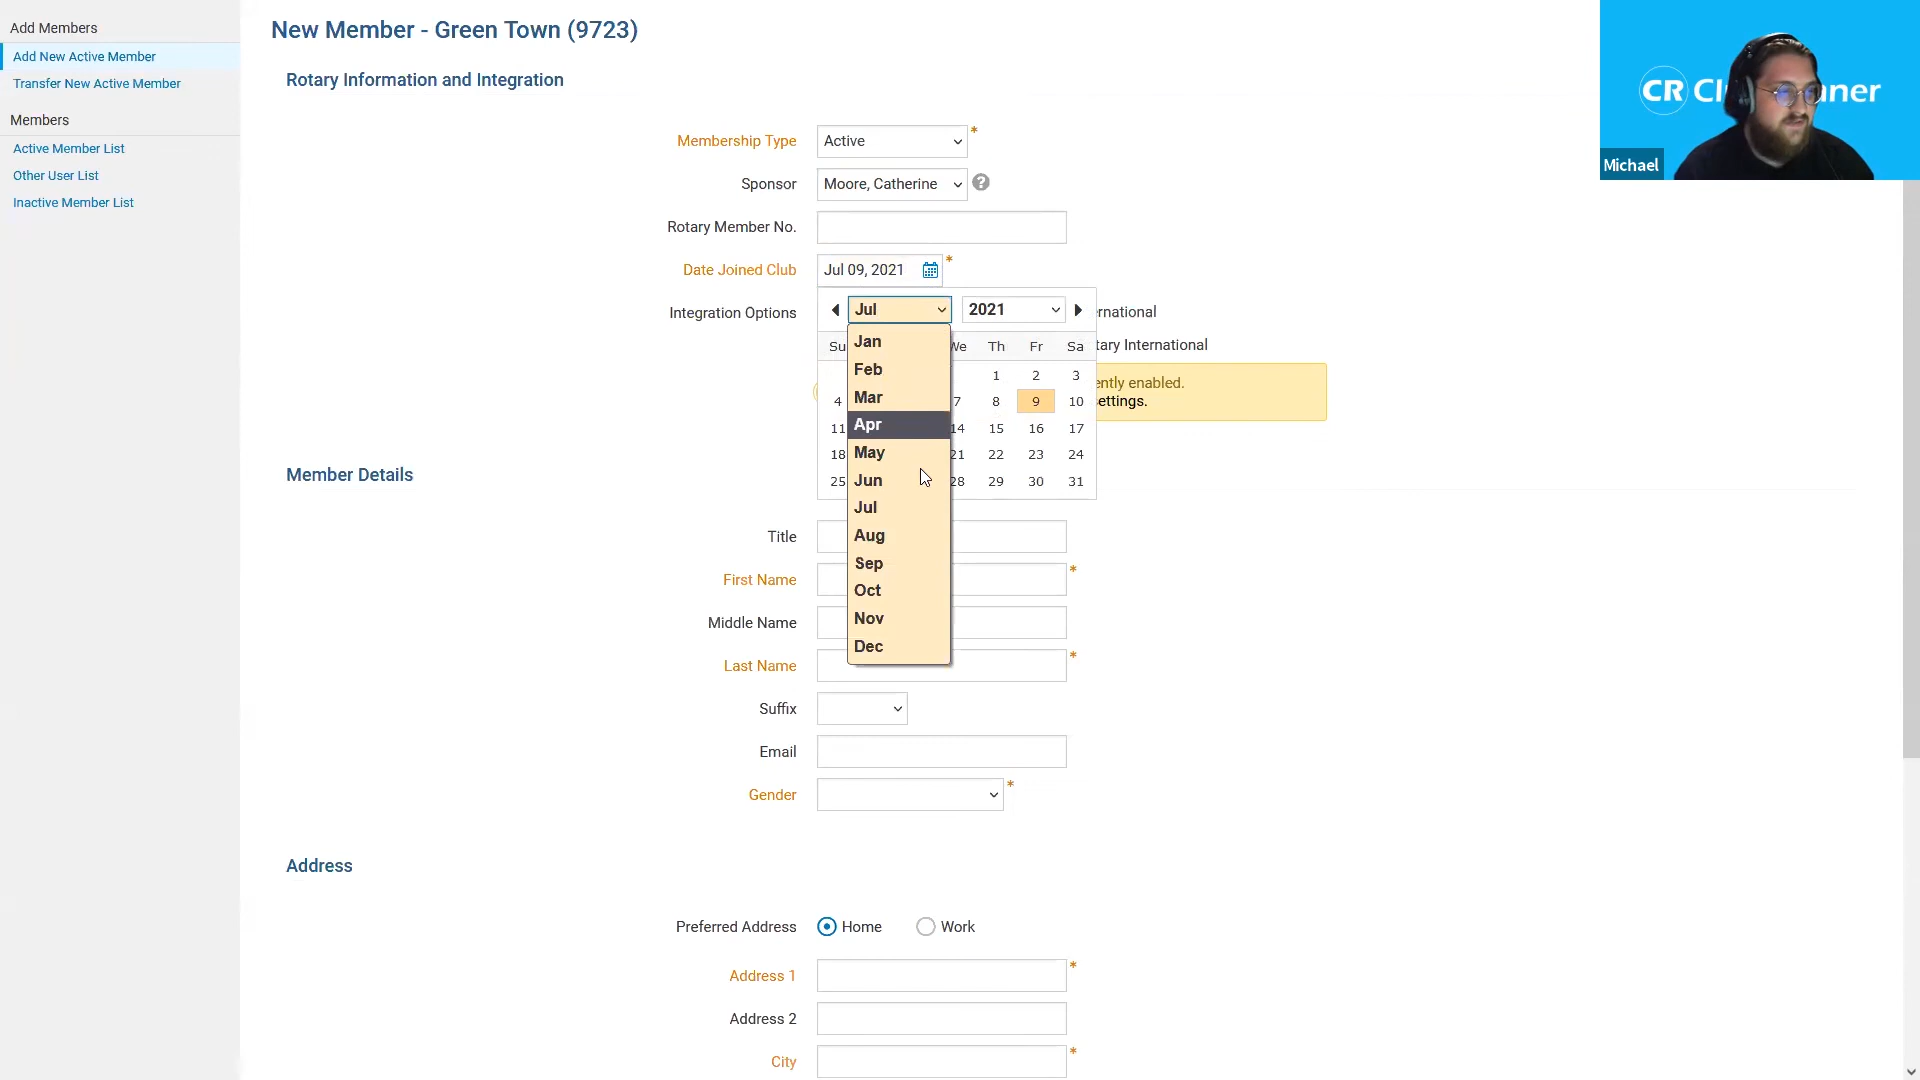 Add Members
Add New Active Member
Transfer New Active Member
Members
Active Member List
Other User List
Inactive Member List
New Member - Green Town (9723)
Rotary Information and Integration
Membership Type Active *
Sponsor Moore, Catherine ?
Rotary Member No.
Date Joined Club Jul 09, 2021 *
Integration Options
Jul 2021
rnational
Su We Th Fr Sa
tary International
1 2 3
ently enabled.
4 7 8 9 10
ettings.
11 14 15 16 17
18 21 22 23 24
25 28 29 30 31
Jan
Feb
Mar
Apr
May
Jun
Jul
Aug
Sep
Oct
Nov
Dec
Member Details
Title
First Name *
Middle Name
Last Name *
Suffix
Email
Gender *
Address
Preferred Address Home Work
Address 1 *
Address 2
City *
CR Cl ner
Michael